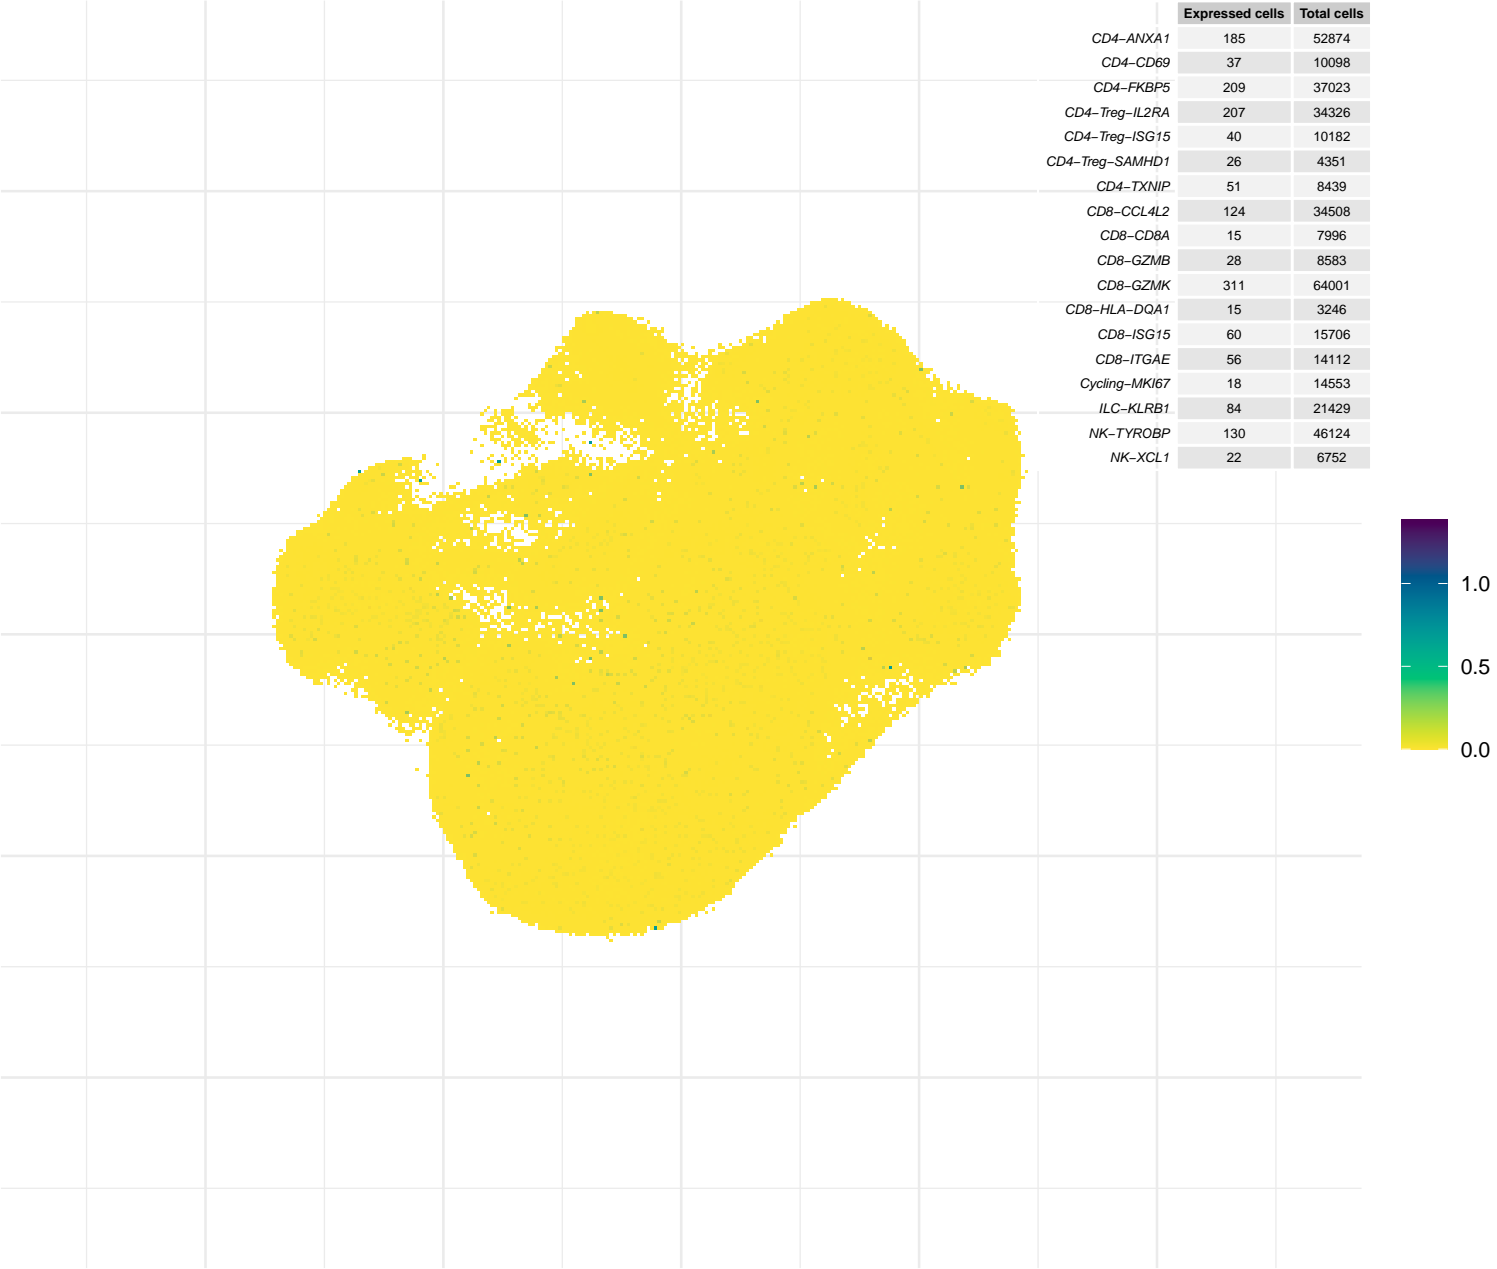 Expressed cells Total cells
CD4−ANXA1 185 52874
CD4−CD69 37 10098
CD4−FKBP5 209 37023
CD4−Treg−IL2RA 207 34326
CD4−Treg−ISG15 40 10182
CD4−Treg−SAMHD1 26 4351
CD4−TXNIP 51 8439
CD8−CCL4L2 124 34508
CD8−CD8A 15 7996
CD8−GZMB 28 8583
CD8−GZMK 311 64001
CD8−HLA−DQA1 15 3246
CD8−ISG15 60 15706
CD8−ITGAE 56 14112
Cycling−MKI67 18 14553
ILC−KLRB1 84 21429
NK−TYROBP 130 46124
NK−XCL1 22 6752
1.0
0.5
0.0